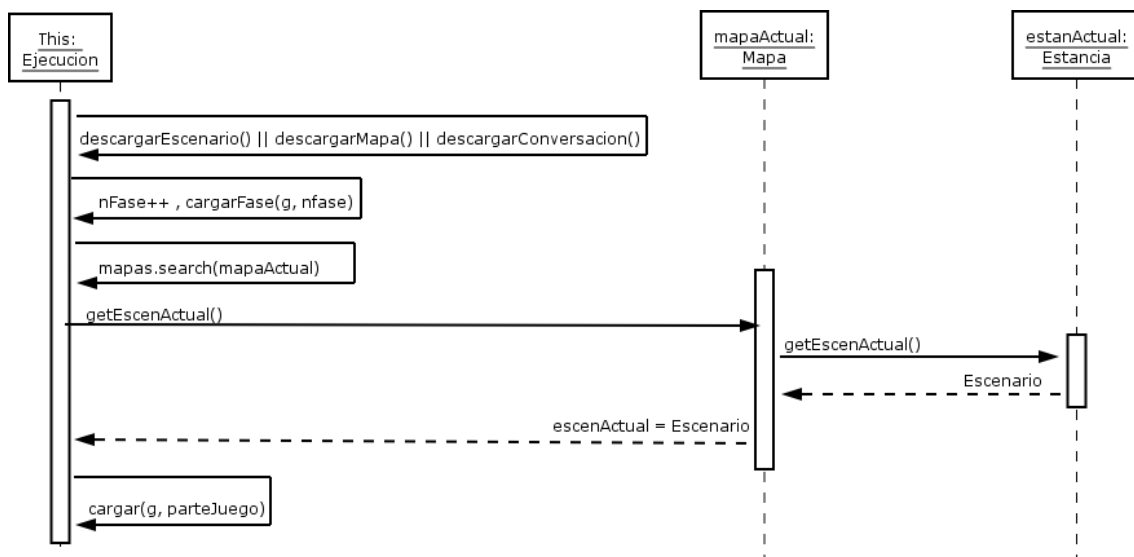 This:
Ejecucion
mapaActual:
Mapa
estanActual:
Estancia
descargarEscenario() || descargarMapa() || descargarConversacion()
nFase++ , cargarFase(g, nfase)
mapas.search(mapaActual)
getEscenActual()
getEscenActual()
Escenario
escenActual = Escenario
cargar(g, parteJuego)